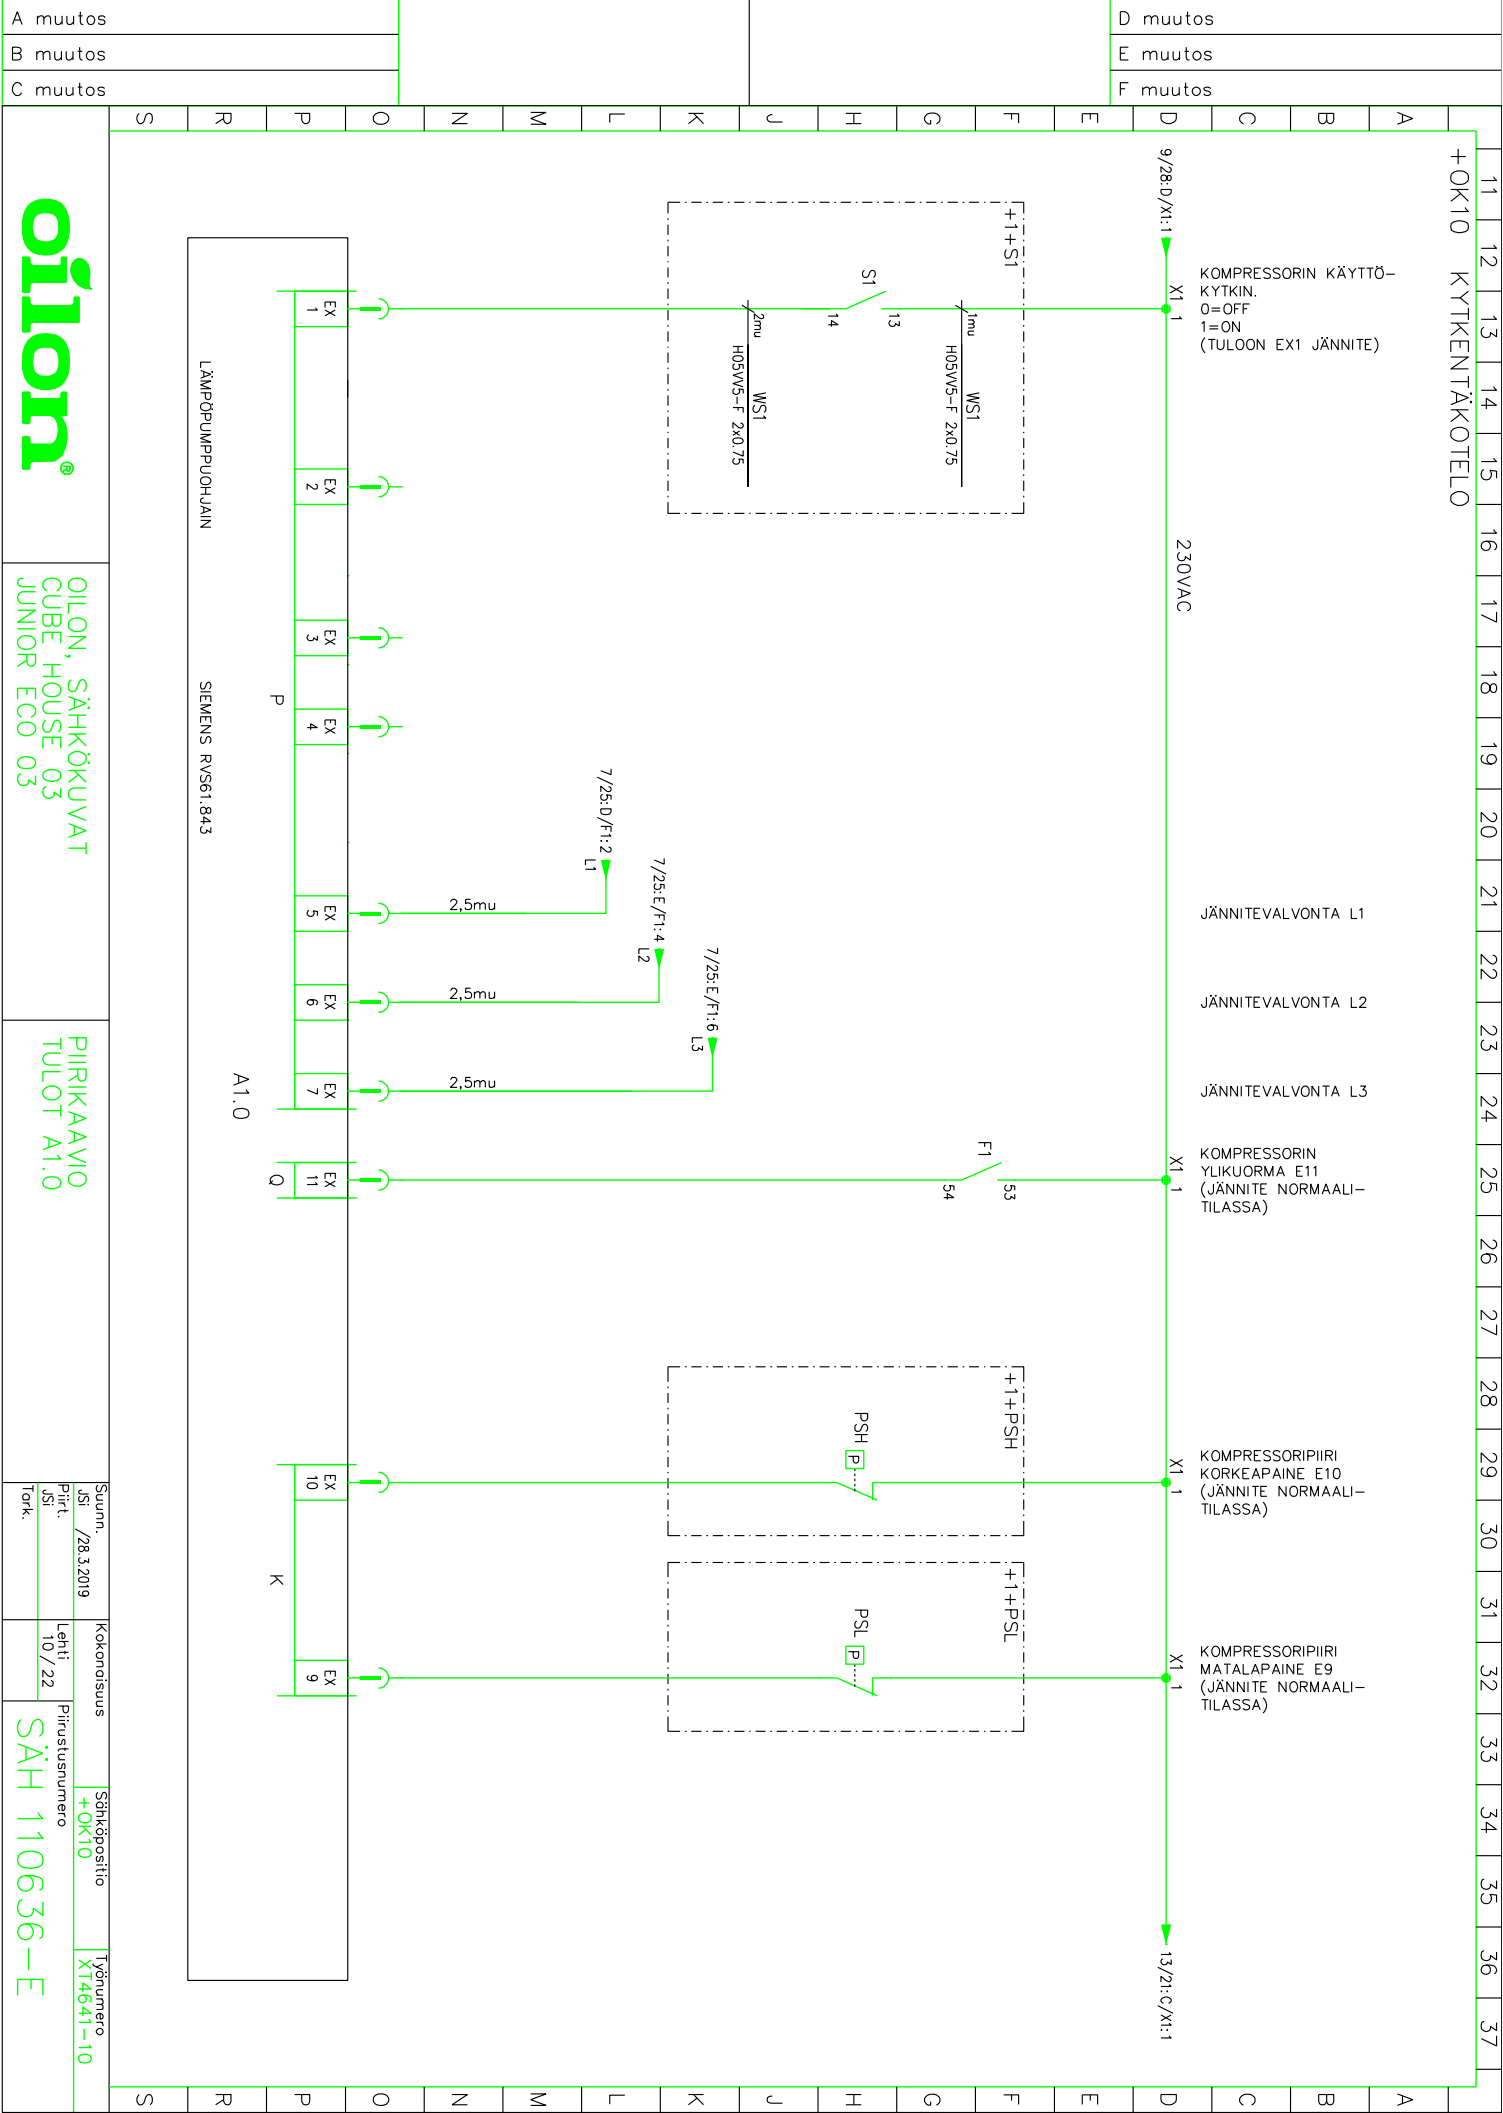 A muutos
B muutos
C muutos
D muutos
E muutos
F muutos
11 12 13 14 15 16 17 18 19 20 21 22 23 24 25 26 27 28 29 30 31 32 33 34 35 36 37
A B C D E F G H J K L M N O P R S
A B C D E F G H J K L M N O P R S
+OK10 KYTKENTÄKOTELO
KOMPRESSORIN KÄYTTÖ-
KYTKIN.
0=OFF
1=ON
(TULOON EX1 JÄNNITE)
JÄNNITEVALVONTA L1
JÄNNITEVALVONTA L2
JÄNNITEVALVONTA L3
KOMPRESSORIN
YLIKUORMA E11
(JÄNNITE NORMAALI-
TILASSA)
KOMPRESSORIPIIRI
KORKEAPAINE E10
(JÄNNITE NORMAALI-
TILASSA)
KOMPRESSORIPIIRI
MATALAPAINE E9
(JÄNNITE NORMAALI-
TILASSA)
9/28:D/X1:1
X1 1
230VAC
X1 1
X1 1
X1 1
13/21:C/X1:1
+1+S1
1mu
WS1
H05VV5-F 2x0.75
S1
13
14
2mu
WS1
H05VV5-F 2x0.75
7/25:D/F1:2
L1
7/25:E/F1:4
L2
7/25:E/F1:6
L3
2,5mu
2,5mu
2,5mu
F1
53
54
+1+PSH
PSH
P
+1+PSL
PSL
P
EX 1
EX 2
EX 3
EX 4
EX 5
EX 6
EX 7
EX 11
EX 10
EX 9
P
Q
K
A1.0
LÄMPÖPUMPPUOHJAIN
SIEMENS RVS61.843
oilon®
OILON, SÄHKÖKUVAT
CUBE HOUSE 03
JUNIOR ECO 03
PIIRIKAAVIO
TULOT A1.0
Suunn.
JSi /28.3.2019
Piirt.
JSi
Tark.
Kokonaisuus
Lehti
10/22
Sähköpositio
+OK10
Työnumero
XT4641-10
Piirustusnumero
SÄH 110636-E